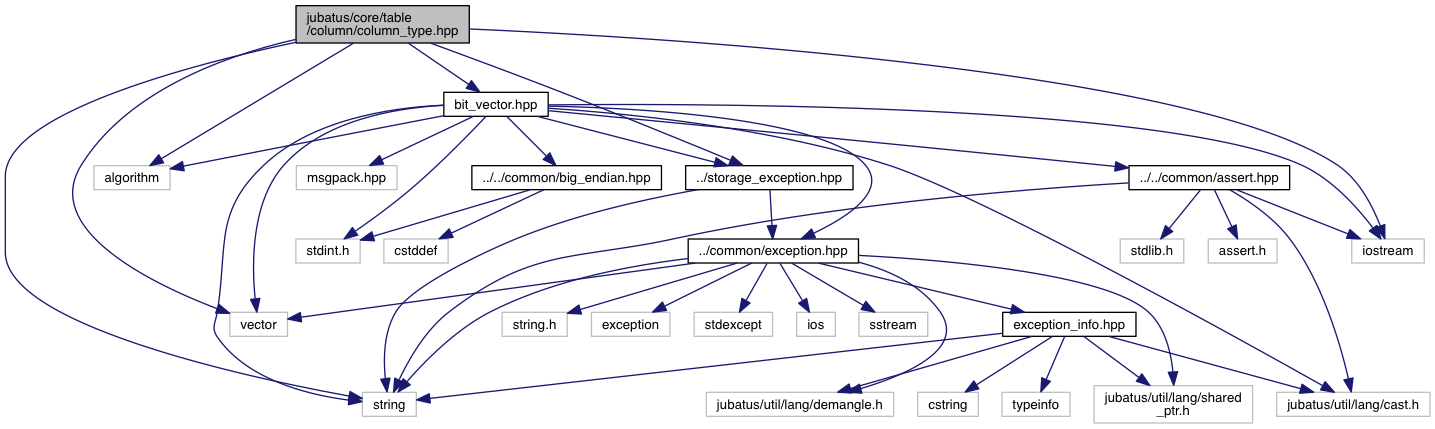 jubatus/core/table
/column/column_type.hpp
bit_vector.hpp
algorithm
msgpack.hpp
../../common/big_endian.hpp
../storage_exception.hpp
../../common/assert.hpp
stdint.h
cstddef
../common/exception.hpp
stdlib.h
assert.h
iostream
vector
string.h
exception
stdexcept
ios
sstream
exception_info.hpp
string
jubatus/util/lang/demangle.h
cstring
typeinfo
jubatus/util/lang/shared
_ptr.h
jubatus/util/lang/cast.h